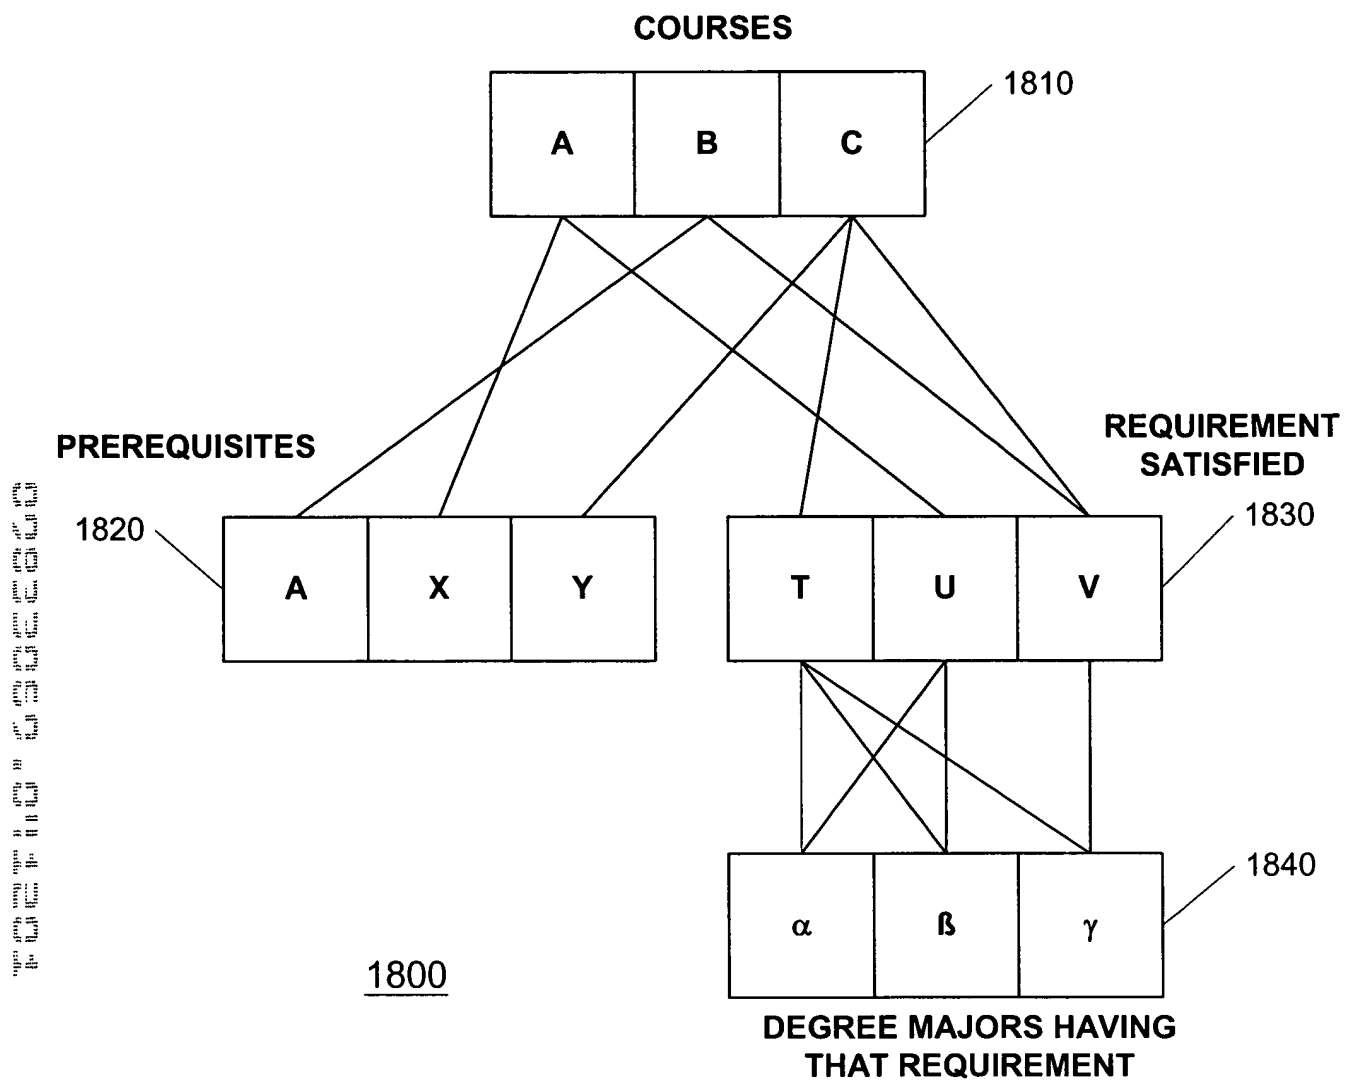 COURSES
1810
A B C
PREREQUISITES
REQUIREMENT
SATISFIED
1820
1830
A X Y
T U V
1840
α ß γ
1800
DEGREE MAJORS HAVING
THAT REQUIREMENT